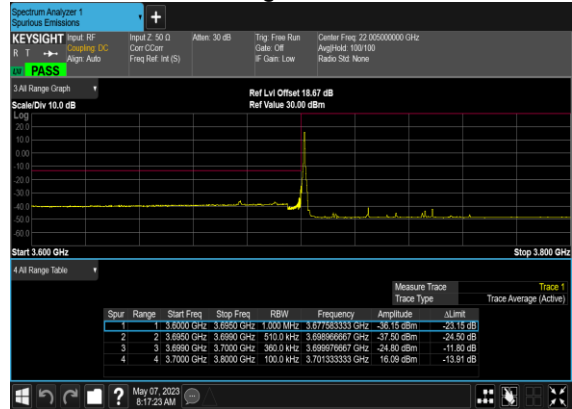 Spectrum Analyzer 1
Spurious Emissions
KEYSIGHT Input: RF Input Z: 50 Ω Atten: 30 dB Trig: Free Run Center Freq: 22.005000000 GHz
R T Coupling: DC Corr CCorr Gate: Off Avg|Hold: 100/100
Align: Auto Freq Ref: Int (S) IF Gain: Low Radio Std: None
PASS
3 All Range Graph
Ref Lvl Offset 18.67 dB
Scale/Div 10.0 dB Ref Value 30.00 dBm
Log
20.0
10.0
0.00
-10.0
-20.0
-30.0
-40.0
-50.0
-60.0
Start 3.600 GHz Stop 3.800 GHz
4 All Range Table
Measure Trace Trace 1
Trace Type Trace Average (Active)
Spur Range Start Freq Stop Freq RBW Frequency Amplitude ΔLimit
1 1 3.6000 GHz 3.6950 GHz 1.000 MHz 3.677583333 GHz -36.15 dBm -23.15 dB
2 2 3.6950 GHz 3.6990 GHz 510.0 kHz 3.698966667 GHz -37.50 dBm -24.50 dB
3 3 3.6990 GHz 3.7000 GHz 360.0 kHz 3.699976667 GHz -24.80 dBm -11.80 dB
4 4 3.7000 GHz 3.8000 GHz 100.0 kHz 3.701333333 GHz 16.09 dBm -13.91 dB
May 07, 2023
8:17:23 AM